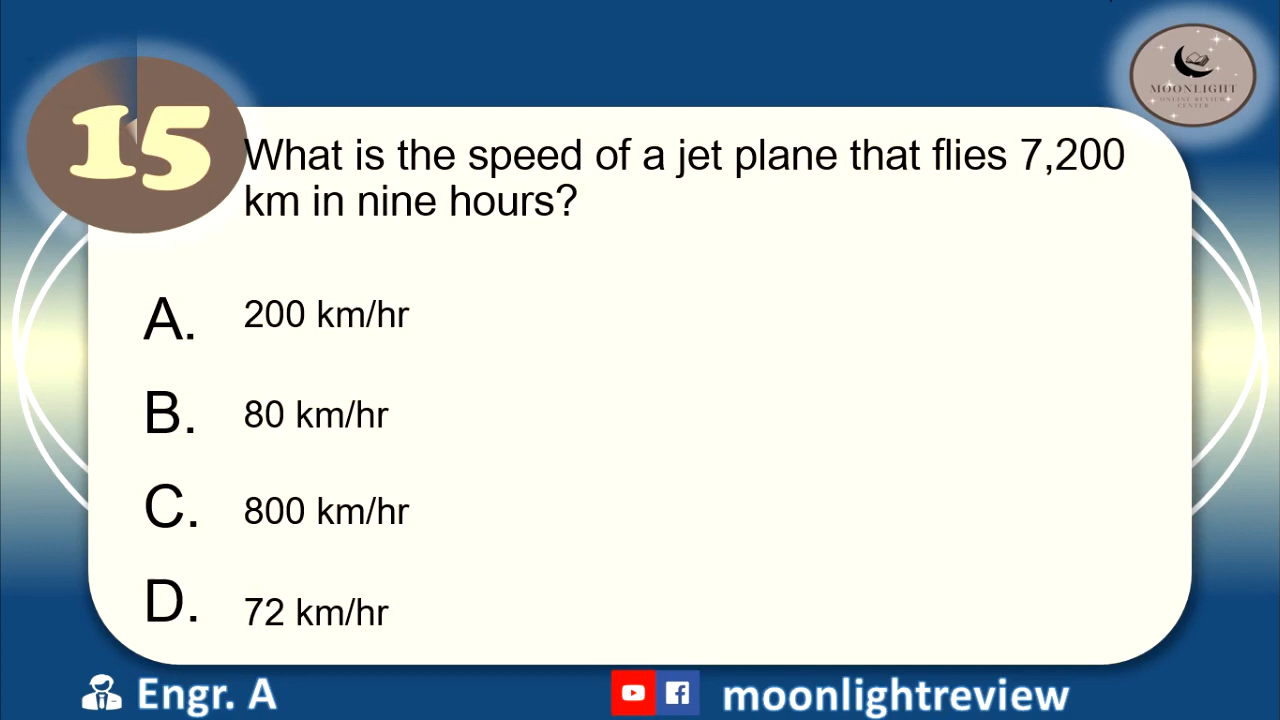 MOONLIGHT
ONLINE REVIEW
CENTER
15
What is the speed of a jet plane that flies 7,200
km in nine hours?
A. 200 km/hr
B. 80 km/hr
C. 800 km/hr
D. 72 km/hr
Engr. A
moonlightreview